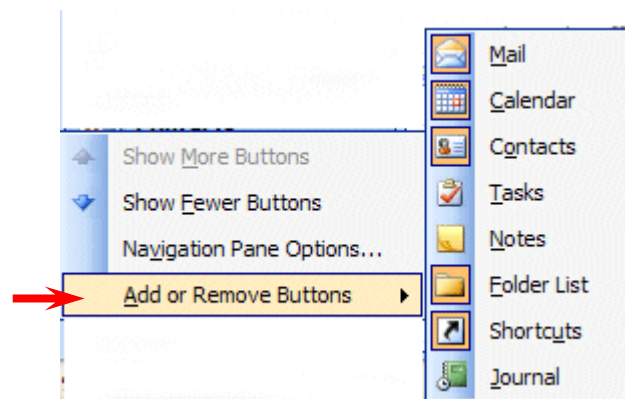 Show More Buttons
Show Fewer Buttons
Navigation Pane Options...
Add or Remove Buttons
Mail
Calendar
Contacts
Tasks
Notes
Folder List
Shortcuts
Journal